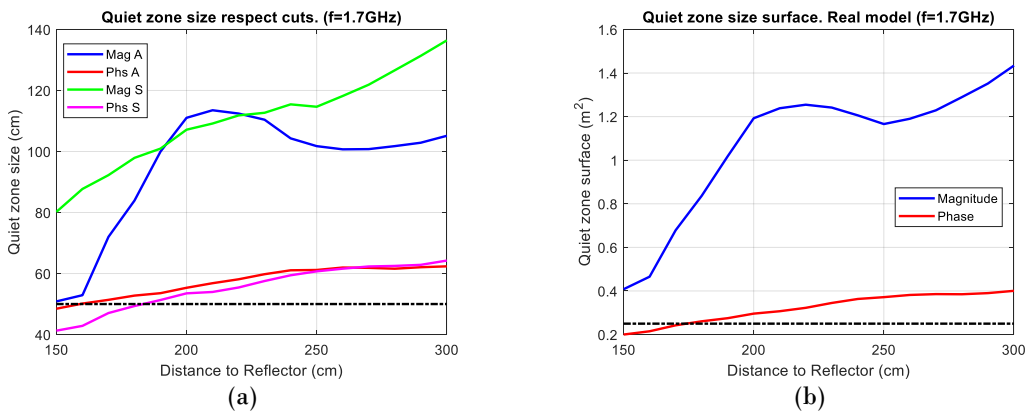 Quiet zone size respect cuts. (f=1.7GHz)
140
120
100
80
60
40
Quiet zone size (cm)
Mag A
Phs A
Mag S
Phs S
150
200
250
300
Distance to Reflector (cm)
(a)
Quiet zone size surface. Real model (f=1.7GHz)
1.6
1.4
1.2
1
0.8
0.6
0.4
0.2
Quiet zone surface (m²)
Magnitude
Phase
150
200
250
300
Distance to Reflector (cm)
(b)